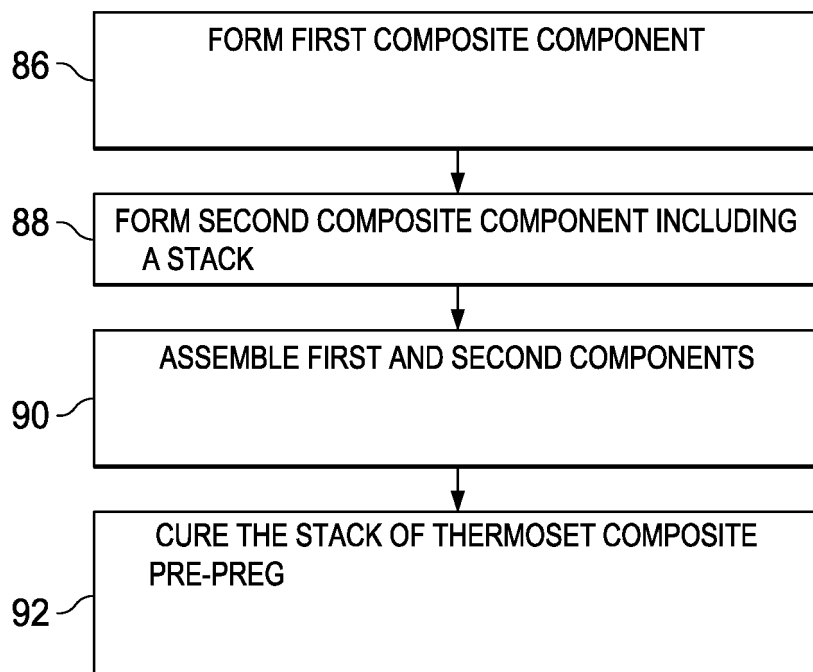 FORM FIRST COMPOSITE COMPONENT
86
FORM SECOND COMPOSITE COMPONENT INCLUDING
A STACK
88
ASSEMBLE FIRST AND SECOND COMPONENTS
90
CURE THE STACK OF THERMOSET COMPOSITE
PRE-PREG
92